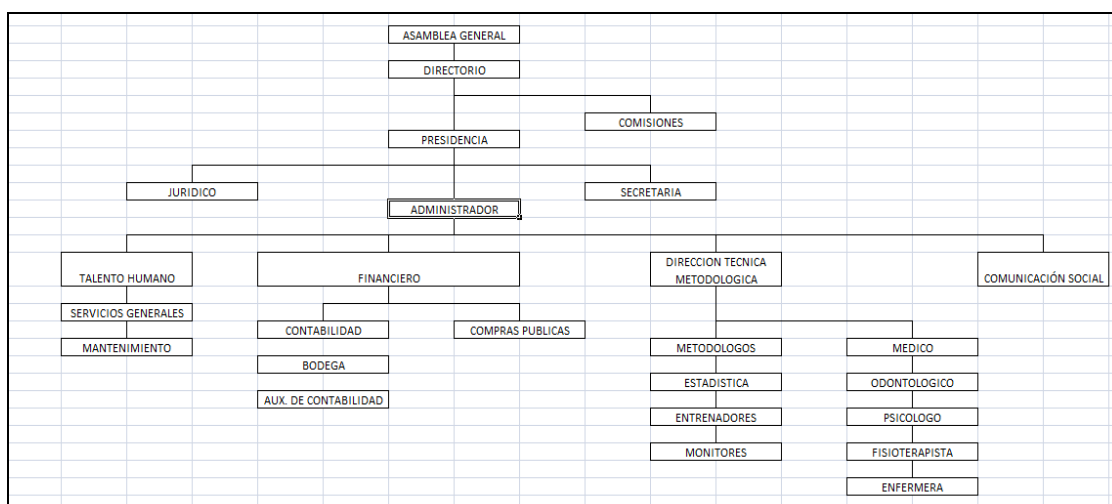 ASAMBLEA GENERAL
DIRECTORIO
COMISIONES
PRESIDENCIA
JURIDICO
SECRETARIA
ADMINISTRADOR
TALENTO HUMANO
FINANCIERO
DIRECCION TECNICA
METODOLOGICA
COMUNICACIÓN SOCIAL
SERVICIOS GENERALES
CONTABILIDAD
COMPRAS PUBLICAS
MANTENIMIENTO
METODOLOGOS
MEDICO
BODEGA
ESTADISTICA
ODONTOLOGICO
AUX. DE CONTABILIDAD
ENTRENADORES
PSICOLOGO
MONITORES
FISIOTERAPISTA
ENFERMERA